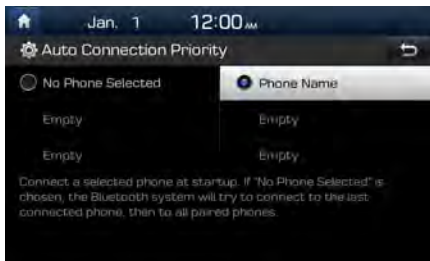 Jan. 1 12:00 AM
Auto Connection Priority
No Phone Selected Phone Name
Empty Empty
Empty Empty
Connect a selected phone at startup. If "No Phone Selected" is
chosen, the Bluetooth system will try to connect to the last
connected phone, then to all paired phones.